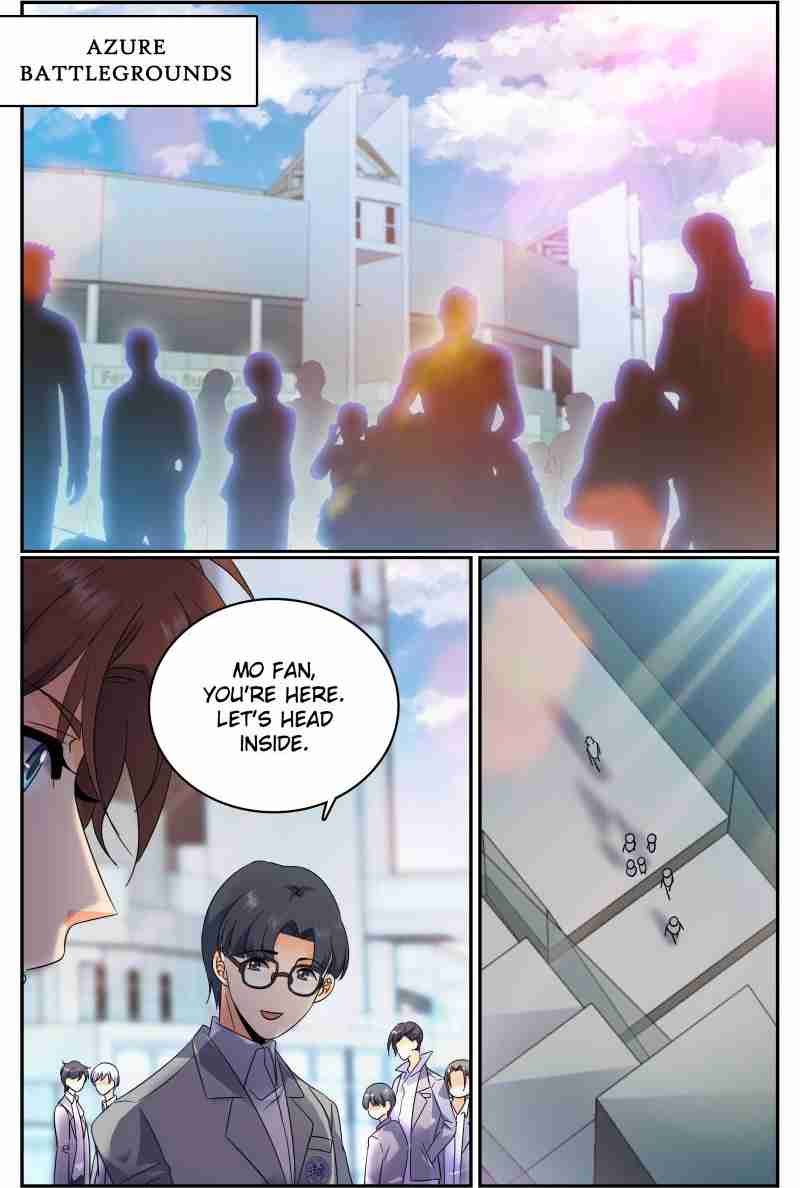 AZURE
BATTLEGROUNDS
MO FAN,
YOU'RE HERE.
LET'S HEAD
INSIDE.